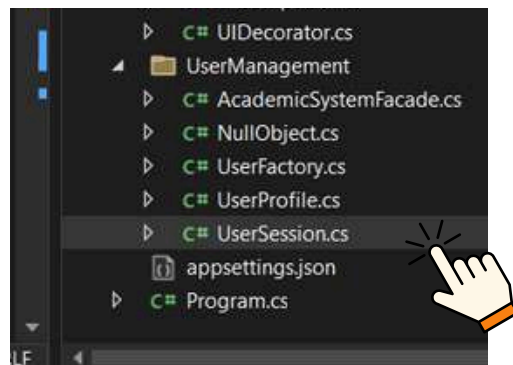 C# UIDecorator.cs
UserManagement
C# AcademicSystemFacade.cs
C# NullObject.cs
C# UserFactory.cs
C# UserProfile.cs
C# UserSession.cs
appsettings.json
C# Program.cs